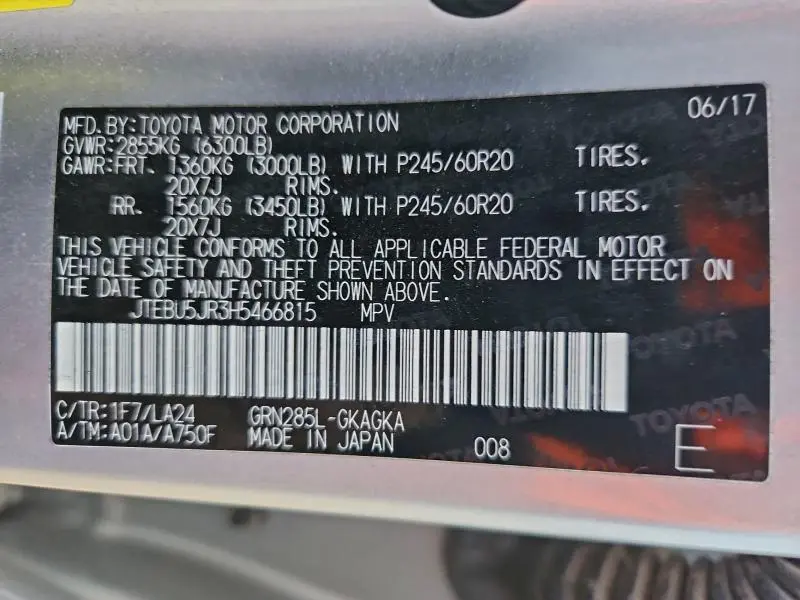 06/17
MFD. BY: TOYOTA MOTOR CORPORATION
GVWR: 2855KG (6300LB)
GAWR: FRT. 1360KG (3000LB) WITH P245/60R20 TIRES.
20X7J RIMS.
RR. 1560KG (3450LB) WITH P245/60R20 TIRES.
20X7J RIMS.
THIS VEHICLE CONFORMS TO ALL APPLICABLE FEDERAL MOTOR
VEHICLE SAFETY AND THEFT PREVENTION STANDARDS IN EFFECT ON
THE DATE OF MANUFACTURE SHOWN ABOVE.
JTEBU5JR3H5466815 MPV
C/TR: 1F7/LA24 GRN285L-GKAGKA
A/TM: A01A/A750F MADE IN JAPAN 008 E
TOYOTA